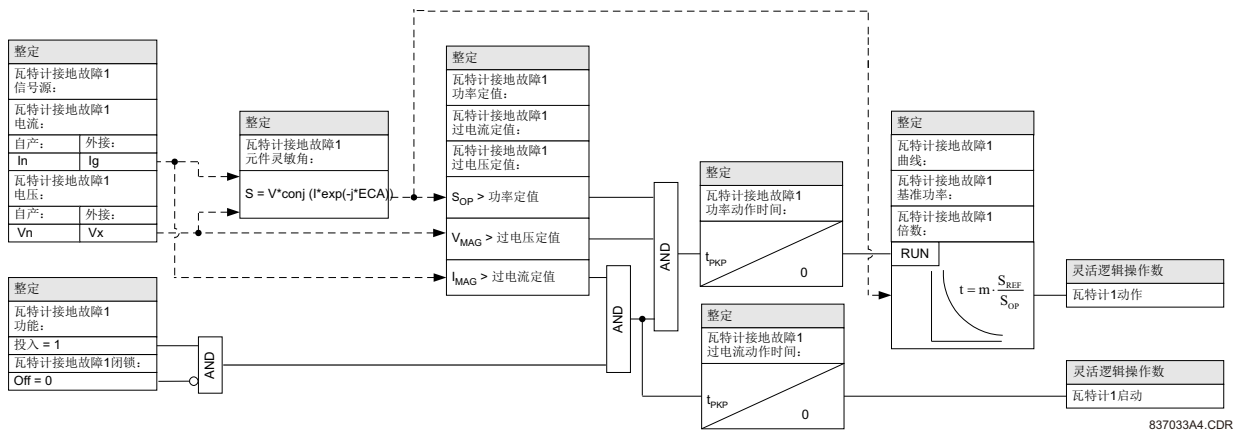 整定
瓦特计接地故障1
信号源:
瓦特计接地故障1
电流:
自产: 外接:
In Ig
瓦特计接地故障1
电压:
自产: 外接:
Vn Vx
整定
瓦特计接地故障1
功能:
投入 = 1
瓦特计接地故障1闭锁:
Off = 0
AND
整定
瓦特计接地故障1
元件灵敏角:
S = V*conj (I*exp(-j*ECA))
整定
瓦特计接地故障1
功率定值:
瓦特计接地故障1
过电流定值:
瓦特计接地故障1
过电压定值:
SOP > 功率定值
VMAG > 过电压定值
IMAG > 过电流定值
AND
AND
整定
瓦特计接地故障1
功率动作时间:
tPKP
0
整定
瓦特计接地故障1
过电流动作时间:
tPKP
0
整定
瓦特计接地故障1
曲线:
瓦特计接地故障1
基准功率:
瓦特计接地故障1
倍数:
RUN
t = m · SREF / SOP
灵活逻辑操作数
瓦特计1动作
灵活逻辑操作数
瓦特计1启动
837033A4.CDR